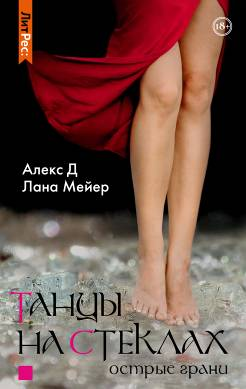 ЛитРес:
18+
Алекс Д
Лана Мейер
Танцы
на стеклах
острые грани